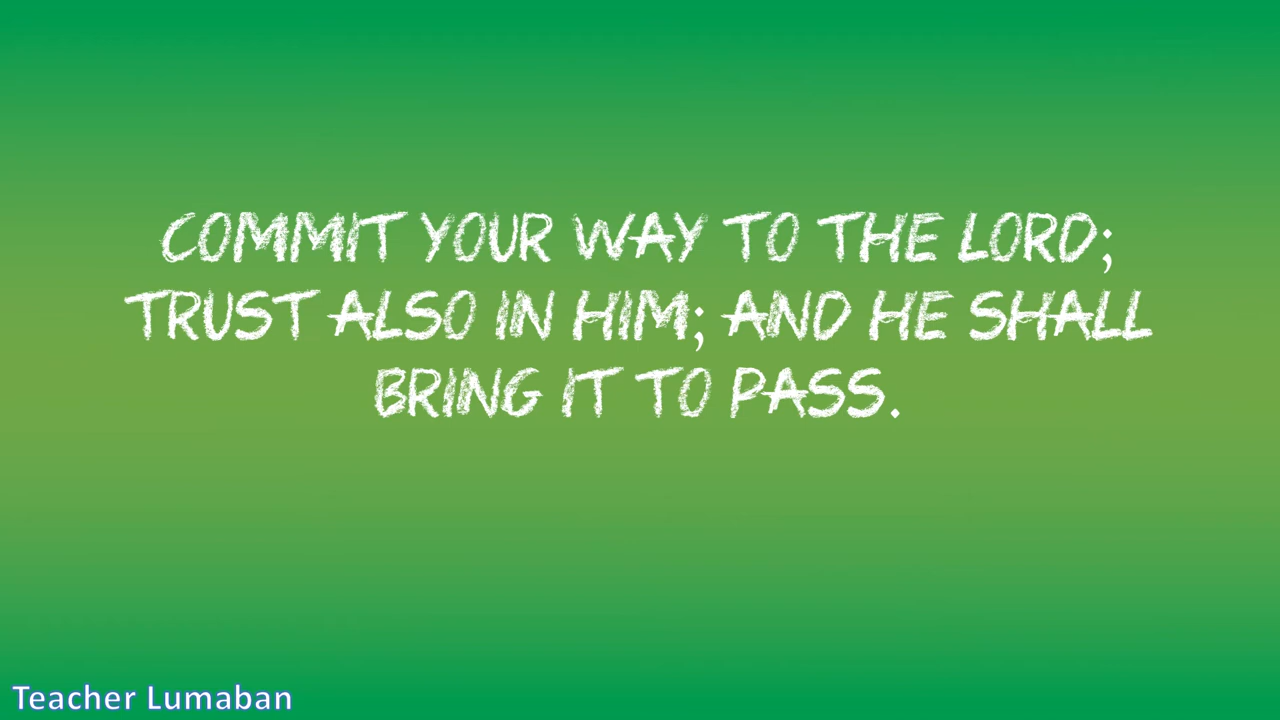 COMMIT YOUR WAY TO THE LORD;
TRUST ALSO IN HIM; AND HE SHALL
BRING IT TO PASS.
Teacher Lumaban